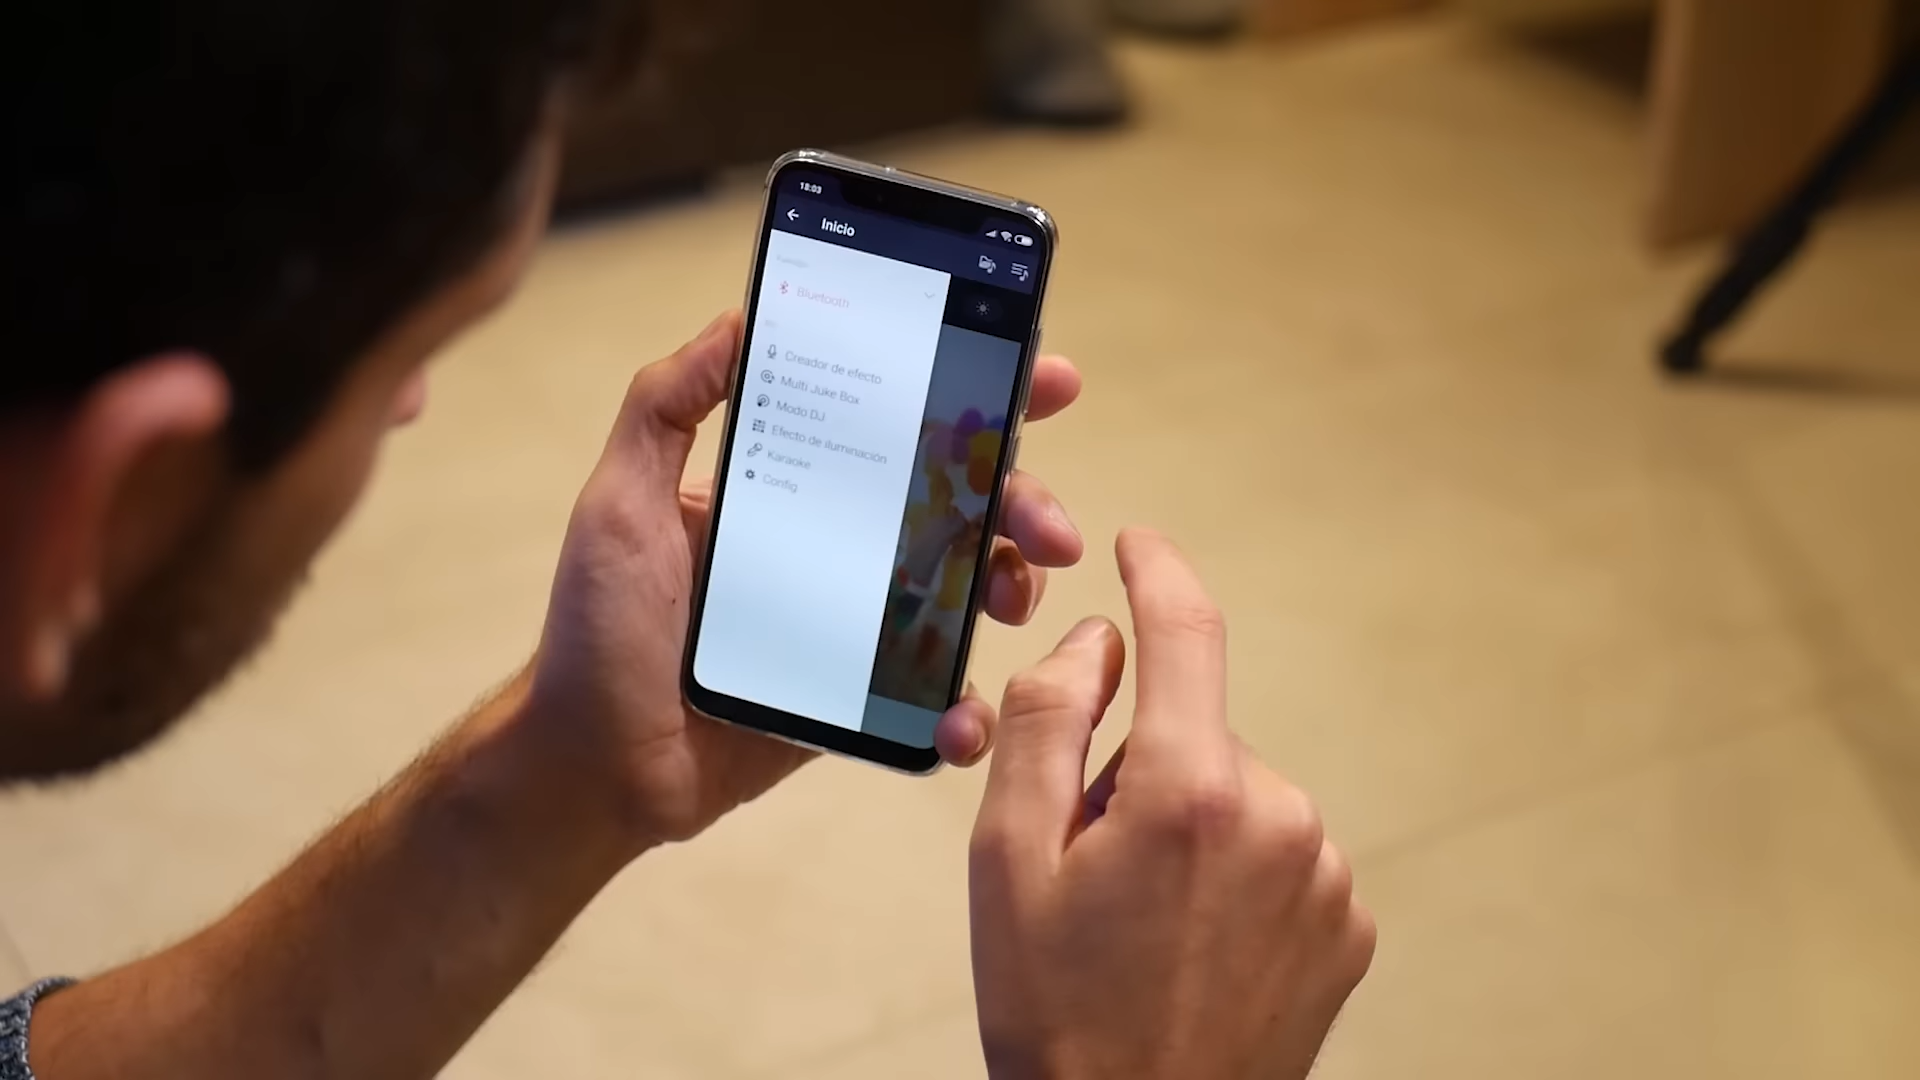 18:03
Inicio
Bluetooth
Creador de efecto
Multi Juke Box
Modo DJ
Efecto de iluminación
Karaoke
Config